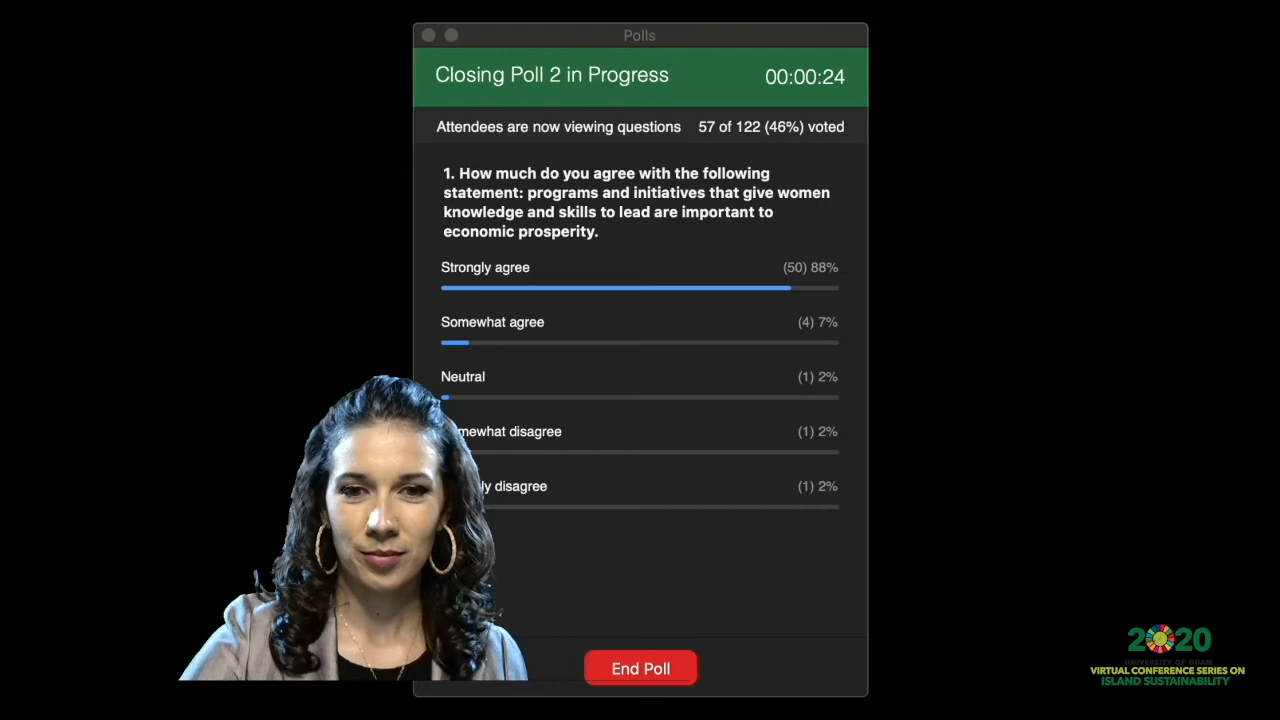 Polls
Closing Poll 2 in Progress 00:00:24
Attendees are now viewing questions 57 of 122 (46%) voted
1. How much do you agree with the following
statement: programs and initiatives that give women
knowledge and skills to lead are important to
economic prosperity.
Strongly agree (50) 88%
Somewhat agree (4) 7%
Neutral (1) 2%
mewhat disagree (1) 2%
ly disagree (1) 2%
End Poll
2020
UNIVERSITY OF GUAM
VIRTUAL CONFERENCE SERIES ON
ISLAND SUSTAINABILITY